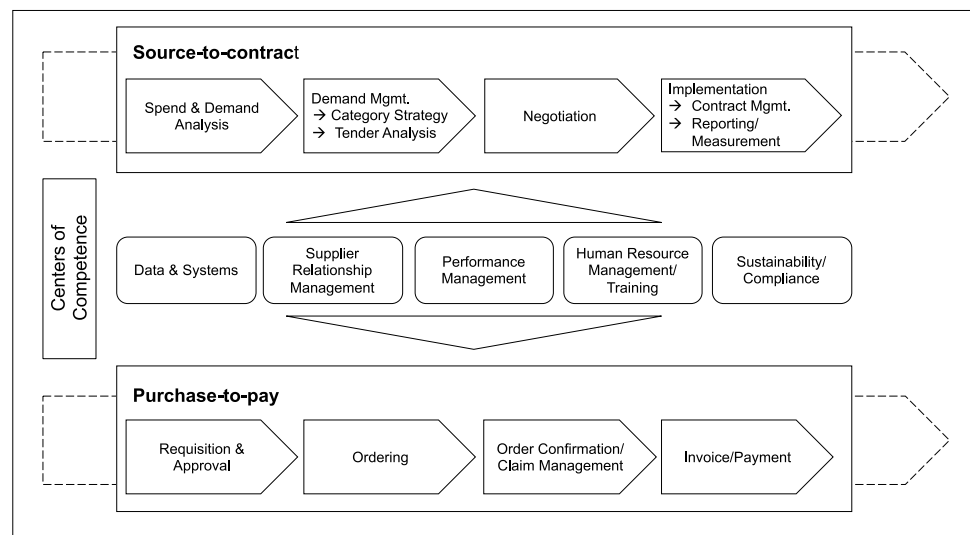 Source-to-contract
Spend & Demand
Analysis
Demand Mgmt.
→ Category Strategy
→ Tender Analysis
Negotiation
Implementation
→ Contract Mgmt.
→ Reporting/
Measurement
Centers of
Competence
Data & Systems
Supplier
Relationship
Management
Performance
Management
Human Resource
Management/
Training
Sustainability/
Compliance
Purchase-to-pay
Requisition &
Approval
Ordering
Order Confirmation/
Claim Management
Invoice/Payment